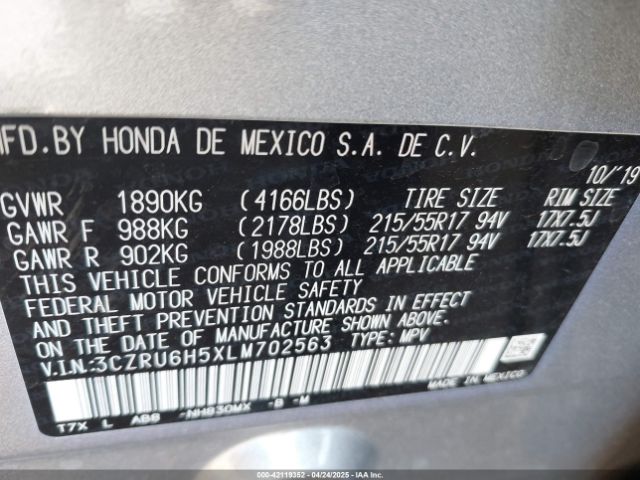 MFD.BY HONDA DE MEXICO S.A. DE C.V.
10/'19
GVWR 1890KG (4166LBS) TIRE SIZE RIM SIZE
GAWR F 988KG (2178LBS) 215/55R17 94V 17X7.5J
GAWR R 902KG (1988LBS) 215/55R17 94V 17X7.5J
THIS VEHICLE CONFORMS TO ALL APPLICABLE
FEDERAL MOTOR VEHICLE SAFETY
AND THEFT PREVENTION STANDARDS IN EFFECT
ON THE DATE OF MANUFACTURE SHOWN ABOVE.
V.I.N:3CZRU6H5XLM702563 TYPE: MPV
MADE IN MEXICO
T7X L ABB NH830MX -B -M
000-42119352 | 04/24/2025 | IAA Inc.